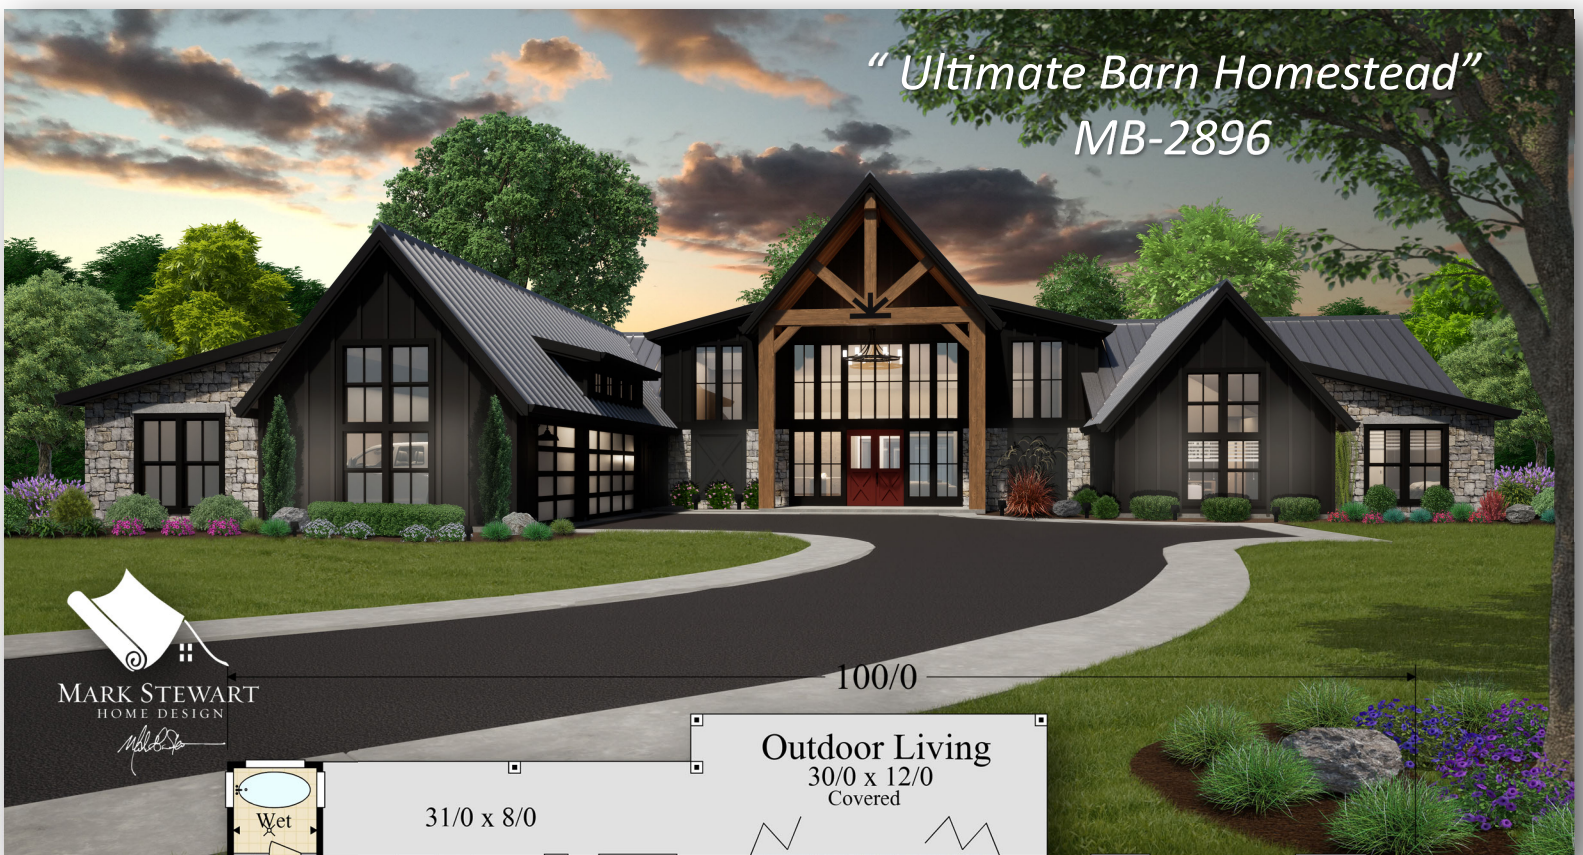 “ Ultimate Barn Homestead”
MB-2896
MARK STEWART
HOME DESIGN
100/0
Outdoor Living
30/0 x 12/0
Covered
31/0 x 8/0
Wet